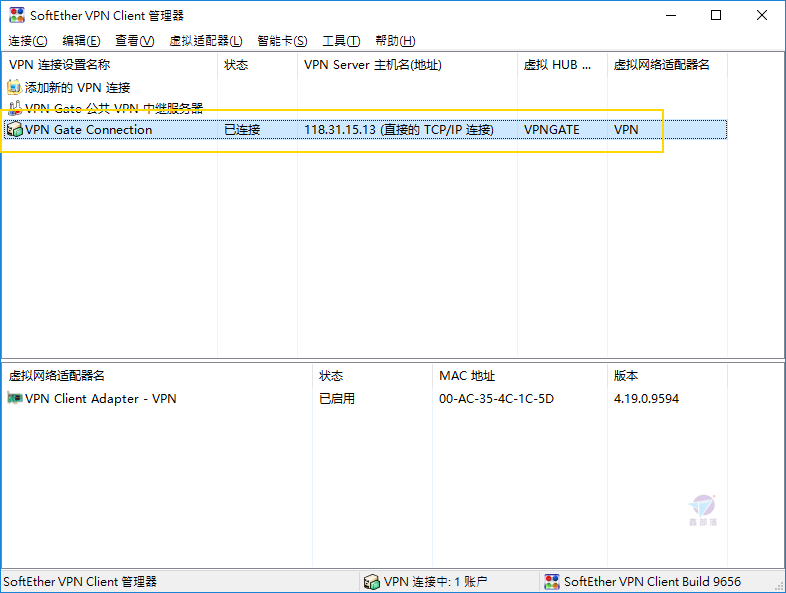 SoftEther VPN Client 管理器
连接(C) 编辑(E) 查看(V) 虚拟适配器(L) 智能卡(S) 工具(T) 帮助(H)
VPN 连接设置名称 状态 VPN Server 主机名(地址) 虚拟 HUB ... 虚拟网络适配器名
添加新的 VPN 连接
VPN Gate 公共 VPN 中继服务器
VPN Gate Connection 已连接 118.31.15.13 (直接的 TCP/IP 连接) VPNGATE VPN
虚拟网络适配器名 状态 MAC 地址 版本
VPN Client Adapter - VPN 已启用 00-AC-35-4C-1C-5D 4.19.0.9594
鑫部落
SoftEther VPN Client 管理器 VPN 连接中: 1 账户 SoftEther VPN Client Build 9656